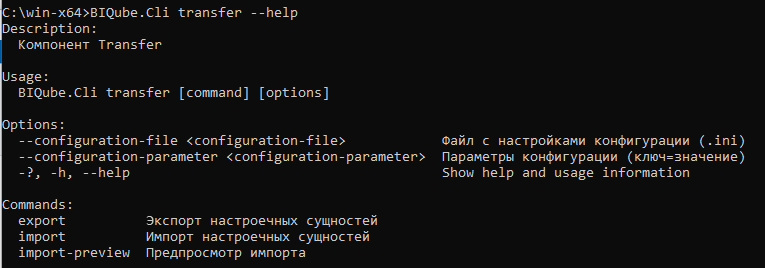 C:\win-x64>BIQube.Cli transfer --help
Description:
Компонент Transfer
Usage:
BIQube.Cli transfer [command] [options]
Options:
--configuration-file <configuration-file> Файл с настройками конфигурации (.ini)
--configuration-parameter <configuration-parameter> Параметры конфигурации (ключ=значение)
-?, -h, --help Show help and usage information
Commands:
export Экспорт настроечных сущностей
import Импорт настроечных сущностей
import-preview Предпросмотр импорта